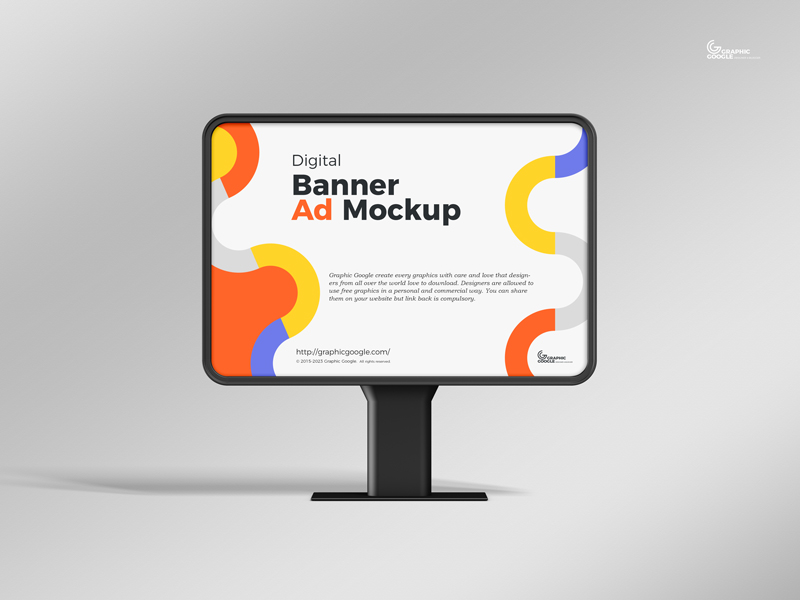 GRAPHIC
GOOGLE
Digital
Banner
Ad Mockup
Graphic Google create every graphics with care and love that design-
ers from all over the world love to download. Designers are allowed to
use free graphics in a personal and commercial way. You can share
them on your website but link back is compulsory.
http://graphicgoogle.com/
© 2013-2023 Graphic Google All rights reserved
GRAPHIC
GOOGLE